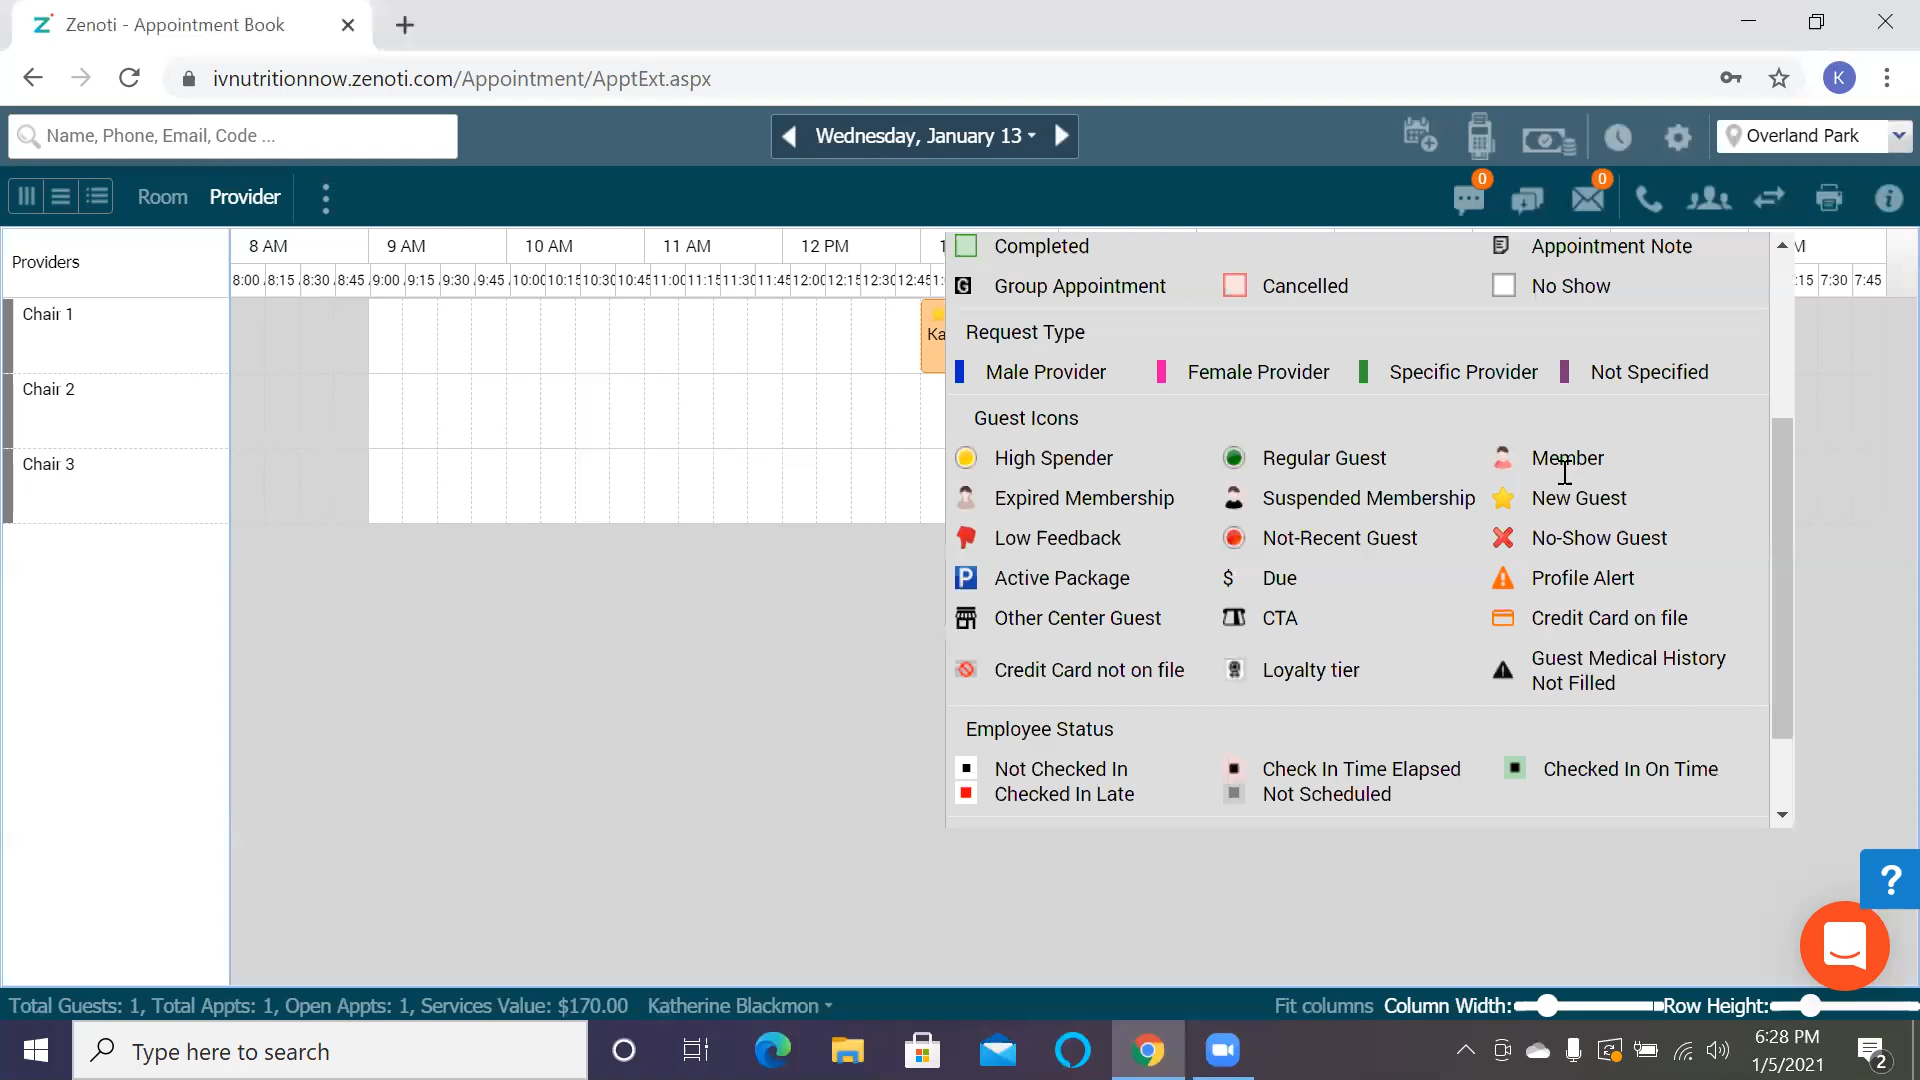 Zenoti - Appointment Book
ivnutritionnow.zenoti.com/Appointment/ApptExt.aspx
K
Name, Phone, Email, Code ...
Wednesday, January 13
Overland Park
Room Provider
0 0
Providers
8 AM 9 AM 10 AM 11 AM 12 PM
8:00 8:15 8:30 8:45 9:00 9:15 9:30 9:45 10:00 10:15 10:30 10:45 11:00 11:15 11:30 11:45 12:00 12:15 12:30 12:45 :15 7:30 7:45
Chair 1
Ka
Chair 2
Chair 3
Completed Appointment Note
G Group Appointment Cancelled No Show
Request Type
Male Provider Female Provider Specific Provider Not Specified
Guest Icons
High Spender Regular Guest Member
Expired Membership Suspended Membership New Guest
Low Feedback Not-Recent Guest No-Show Guest
P Active Package $ Due Profile Alert
Other Center Guest CTA Credit Card on file
Credit Card not on file Loyalty tier Guest Medical History
Not Filled
Employee Status
Not Checked In Check In Time Elapsed Checked In On Time
Checked In Late Not Scheduled
?
Total Guests: 1, Total Appts: 1, Open Appts: 1, Services Value: $170.00 Katherine Blackmon Fit columns Column Width: Row Height:
Type here to search
6:28 PM
1/5/2021
2